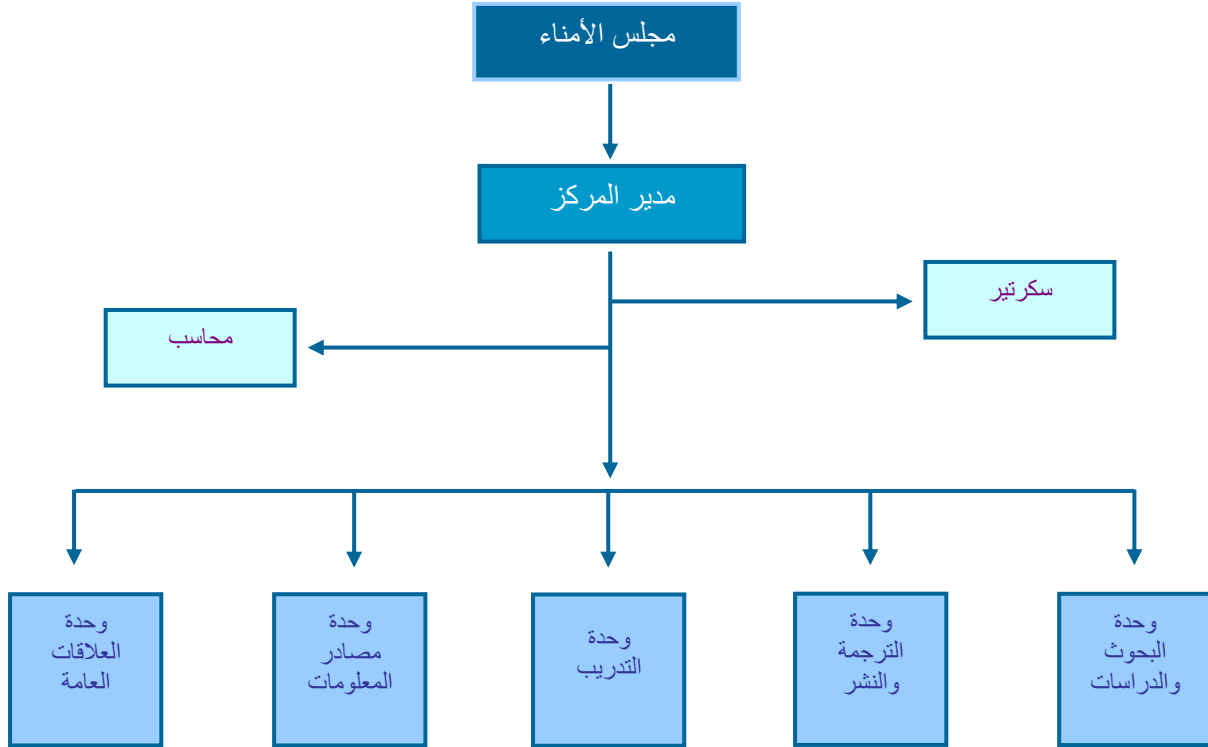 مجلس الأمناء
مدير المركز
سكرتير
محاسب
وحدة
البحوث
والدراسات
وحدة
الترجمة
والنشر
وحدة
التدريب
وحدة
مصادر
المعلومات
وحدة
العلاقات
العامة